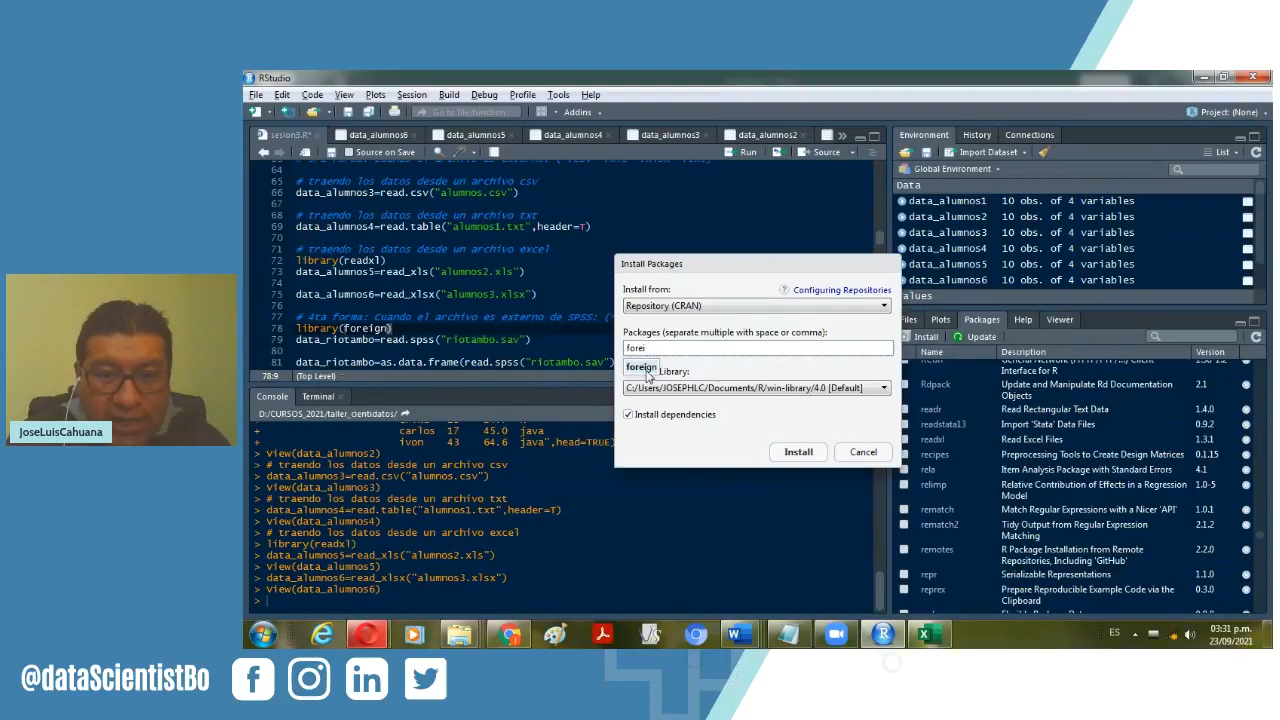 RStudio
File Edit Code View Plots Session Build Debug Profile Tools Help
Go to file/function Addins Project: (None)
sesion3.R* data_alumnos6 data_alumnos5 data_alumnos4 data_alumnos3 data_alumnos2
Source on Save Run Source
64
65 # traendo los datos desde un archivo csv
66 data_alumnos3=read.csv("alumnos.csv")
67
68 # traendo los datos desde un archivo txt
69 data_alumnos4=read.table("alumnos1.txt",header=T)
70
71 # traendo los datos desde un archivo excel
72 library(readxl)
73 data_alumnos5=read_xls("alumnos2.xls")
74
75 data_alumnos6=read_xlsx("alumnos3.xlsx")
76
77 # 4ta forma: Cuando el archivo es externo de SPSS: (
78 library(foreign)
79 data_riotambo=read.spss("riotambo.sav")
80
81 data_riotambo=as.data.frame(read.spss("riotambo.sav")
78:9 (Top Level)
Console Terminal
D:/CURSOS_2021/taller_cientidatos/
+ carlos 17 45.0 java
+ ivon 43 64.6 java",head=TRUE)
> View(data_alumnos2)
> # traendo los datos desde un archivo csv
> data_alumnos3=read.csv("alumnos.csv")
> View(data_alumnos3)
> # traendo los datos desde un archivo txt
> data_alumnos4=read.table("alumnos1.txt",header=T)
> View(data_alumnos4)
> # traendo los datos desde un archivo excel
> library(readxl)
> data_alumnos5=read_xls("alumnos2.xls")
> View(data_alumnos5)
> data_alumnos6=read_xlsx("alumnos3.xlsx")
> View(data_alumnos6)
>
Install Packages
Install from: ? Configuring Repositories
Repository (CRAN)
Packages (separate multiple with space or comma):
forei
foreign
Library:
C:/Users/JOSEPHLC/Documents/R/win-library/4.0 [Default]
Install dependencies
Install Cancel
Environment History Connections
Import Dataset List
Global Environment
Data
data_alumnos1 10 obs. of 4 variables
data_alumnos2 10 obs. of 4 variables
data_alumnos3 10 obs. of 4 variables
data_alumnos4 10 obs. of 4 variables
data_alumnos5 10 obs. of 4 variables
data_alumnos6 10 obs. of 4 variables
Values
Files Plots Packages Help Viewer
Install Update
Name Description Version
Interface for R
Rdpack Update and Manipulate Rd Documentation Objects 2.1
readr Read Rectangular Text Data 1.4.0
readstata13 Import 'Stata' Data Files 0.9.2
readxl Read Excel Files 1.3.1
recipes Preprocessing Tools to Create Design Matrices 0.1.15
rela Item Analysis Package with Standard Errors 4.1
relimp Relative Contribution of Effects in a Regression Model 1.0-5
rematch Match Regular Expressions with a Nicer 'API' 1.0.1
rematch2 Tidy Output from Regular Expression Matching 2.1.2
remotes R Package Installation from Remote Repositories, Including 'GitHub' 2.2.0
repr Serializable Representations 1.1.0
reprex Prepare Reproducible Example Code via the Clipboard 0.3.0
JoseLuisCahuana
ES 03:31 p.m.
23/09/2021
@dataScientistBo